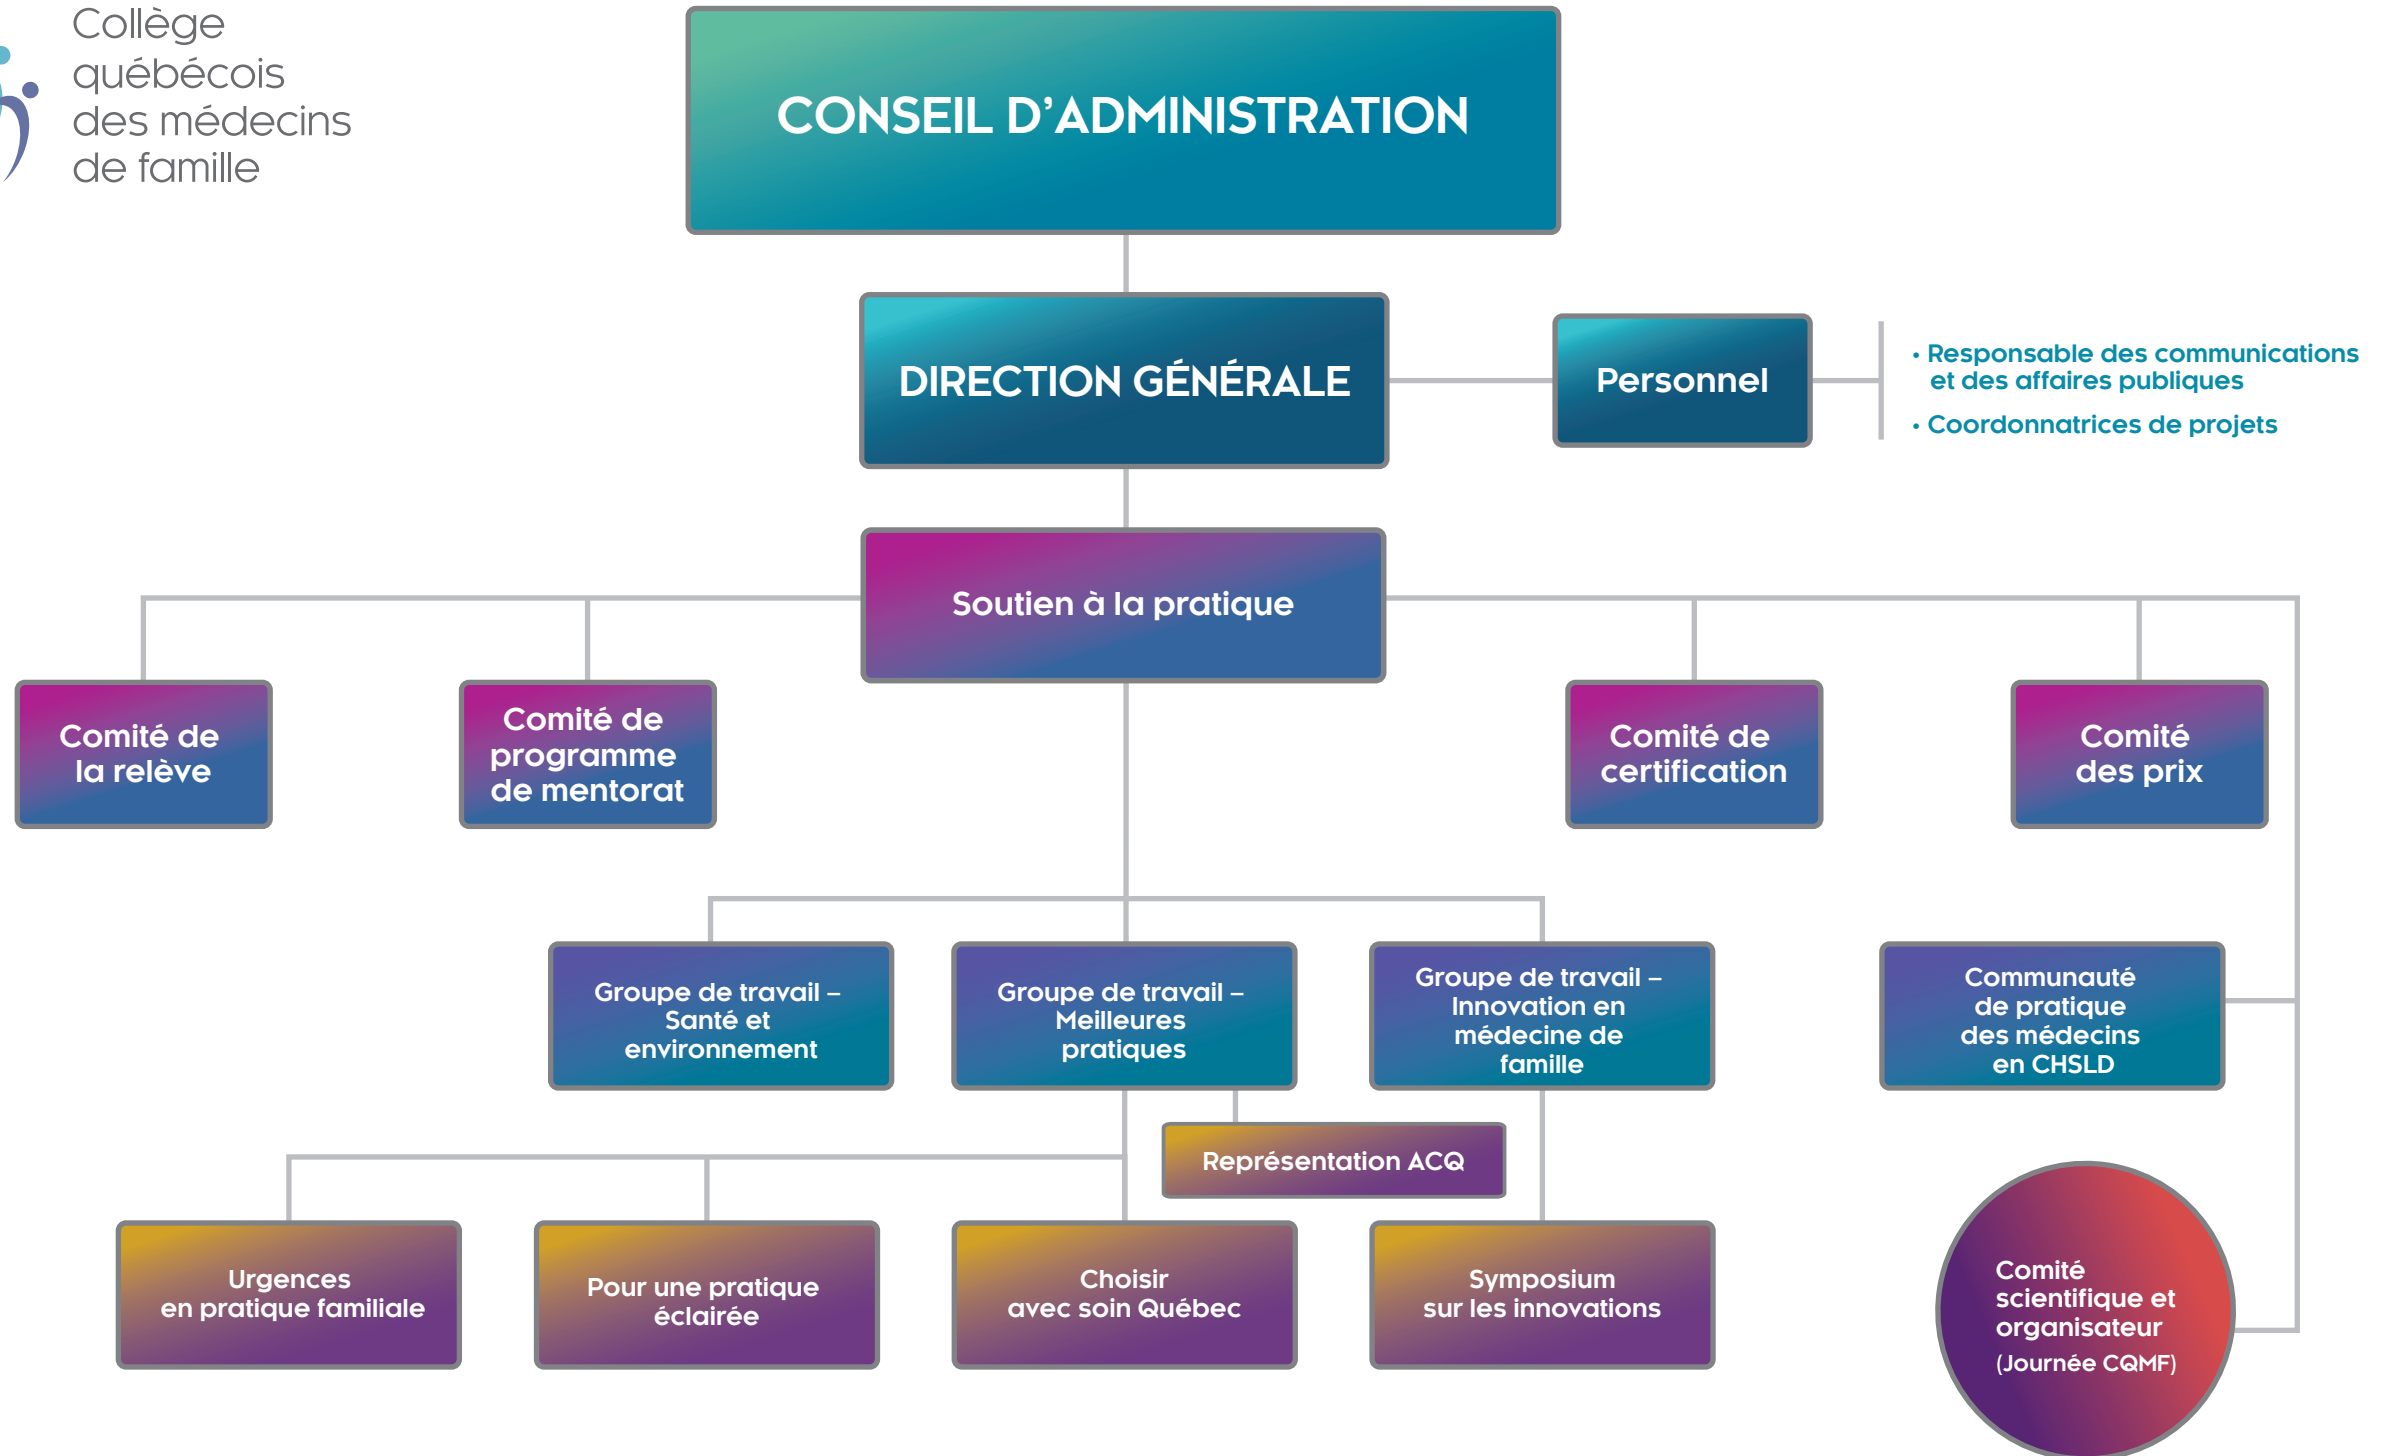 Collège
québécois
des médecins
de famille
CONSEIL D’ADMINISTRATION
DIRECTION GÉNÉRALE
Personnel
• Responsable des communications
et des affaires publiques
• Coordonnatrices de projets
Soutien à la pratique
Comité de
la relève
Comité de
programme
de mentorat
Comité de
certification
Comité
des prix
Groupe de travail –
Santé et
environnement
Groupe de travail –
Meilleures
pratiques
Groupe de travail –
Innovation en
médecine de
famille
Communauté
de pratique
des médecins
en CHSLD
Représentation ACQ
Urgences
en pratique familiale
Pour une pratique
éclairée
Choisir
avec soin Québec
Symposium
sur les innovations
Comité
scientifique et
organisateur
(Journée CQMF)